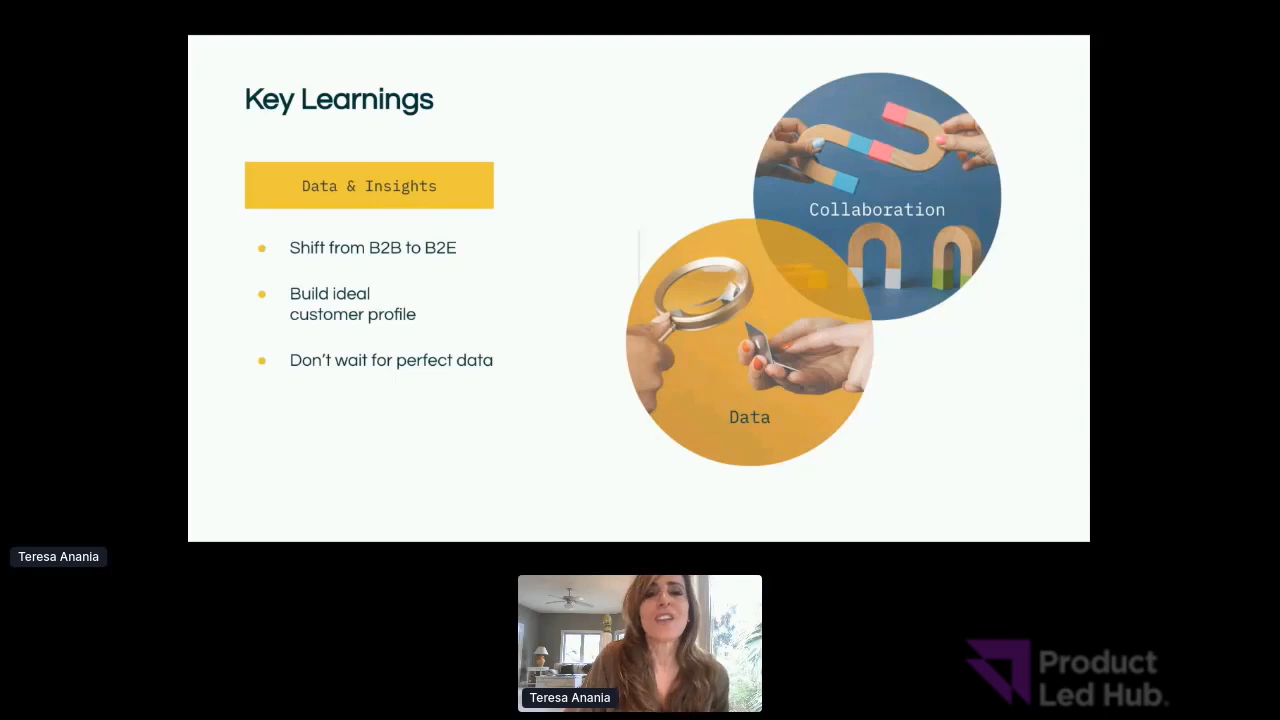 Key Learnings
Data & Insights
Shift from B2B to B2E
Build ideal
customer profile
Don't wait for perfect data
Collaboration
Data
Teresa Anania
Teresa Anania
Product
Led Hub.